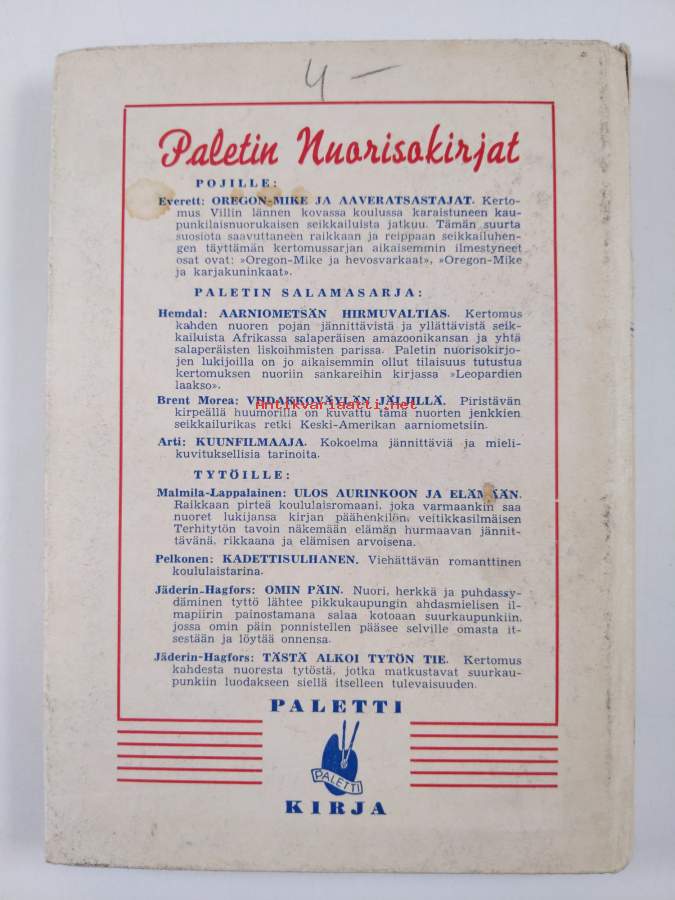 4 —
Paletin Nuorisokirjat
POJILLE:
Everett: OREGON-MIKE JA AAVERATSASTAJAT. Kerto-
mus Villin lännen kovassa koulussa karaistuneen kau-
punkilaisnuorukaisen seikkailuista jatkuu. Tämän suurta
suosiota saavuttaneen raikkaan ja reippaan seikkailuhen-
gen täyttämän kertomussarjan aikaisemmin ilmestyneet
osat ovat: »Oregon-Mike ja hevosvarkaat», »Oregon-Mike
ja karjakuninkaat».
PALETIN SALAMASARJA:
Hemdal: AARNIOMETSÄN HIRMUVALTIAS. Kertomus
kahden nuoren pojan jännittävistä ja yllättävistä seik-
kailuista Afrikassa salaperäisen amazoonikansan ja yhtä
salaperäisten liskoihmisten parissa. Paletin nuorisokirjo-
jen lukijoilla on jo aikaisemmin ollut tilaisuus tutustua
kertomuksen nuoriin sankareihin kirjassa »Leopardien
laakso».
Brent Morea: VIIDAKKOVÄYLÄN JÄLJILLÄ. Piristävän
kirpeällä huumorilla on kuvattu tämä nuorten jenkkien
seikkailurikas retki Keski-Amerikan aarniometsiin.
Antikvariaatti.net
Arti: KUUNFILMAAJA. Kokoelma jännittäviä ja mieli-
kuvituksellisia tarinoita.
TYTÖILLE:
Malmila-Lappalainen: ULOS AURINKOON JA ELÄMÄÄN.
Raikkaan pirteä koululaisromaani, joka varmaankin saa
nuoret lukijansa kirjan päähenkilön, veitikkasilmäisen
Terhitytön tavoin näkemään elämän hurmaavan jännit-
tävänä, rikkaana ja elämisen arvoisena.
Pelkonen: KADETTISULHANEN. Viehättävän romanttinen
koululaistarina.
Jäderin-Hagfors: OMIN PÄIN. Nuori, herkkä ja puhdassy-
däminen tyttö lähtee pikkukaupungin ahdasmielisen il-
mapiirin painostamana salaa kotoaan suurkaupunkiin,
jossa omin päin ponnistellen pääsee selville omasta it-
sestään ja löytää onnensa.
Jäderin-Hagfors: TÄSTÄ ALKOI TYTÖN TIE. Kertomus
kahdesta nuoresta tytöstä, jotka matkustavat suurkau-
punkiin luodakseen siellä itselleen tulevaisuuden.
PALETTI
PALETTI
KIRJA